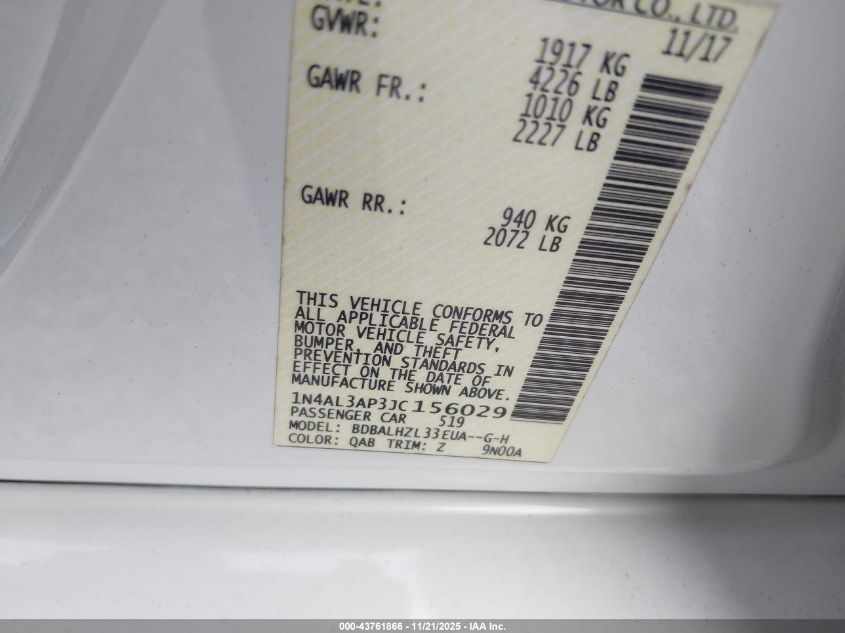 CO., LTD.
11/17
GVWR:
1917 KG
4226 LB
GAWR FR.:
1010 KG
2227 LB
GAWR RR.:
940 KG
2072 LB
THIS VEHICLE CONFORMS TO
ALL APPLICABLE FEDERAL
MOTOR VEHICLE SAFETY,
BUMPER, AND THEFT
PREVENTION STANDARDS IN
EFFECT ON THE DATE OF
MANUFACTURE SHOWN ABOVE.
1N4AL3AP3JC156029
PASSENGER CAR 519
MODEL: BDBALHZL33EUA--G-H
COLOR: QAB TRIM: Z 9N00A
000-43761866 - 11/21/2025 - IAA Inc.